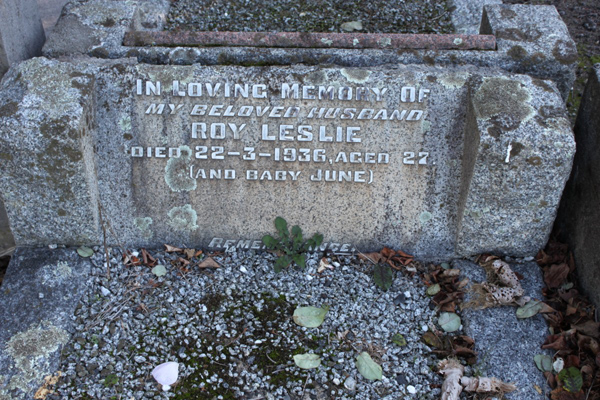 IN LOVING MEMORY OF
MY BELOVED HUSBAND
ROY LESLIE
DIED 22-3-1936, AGED 27.
(AND BABY JUNE)